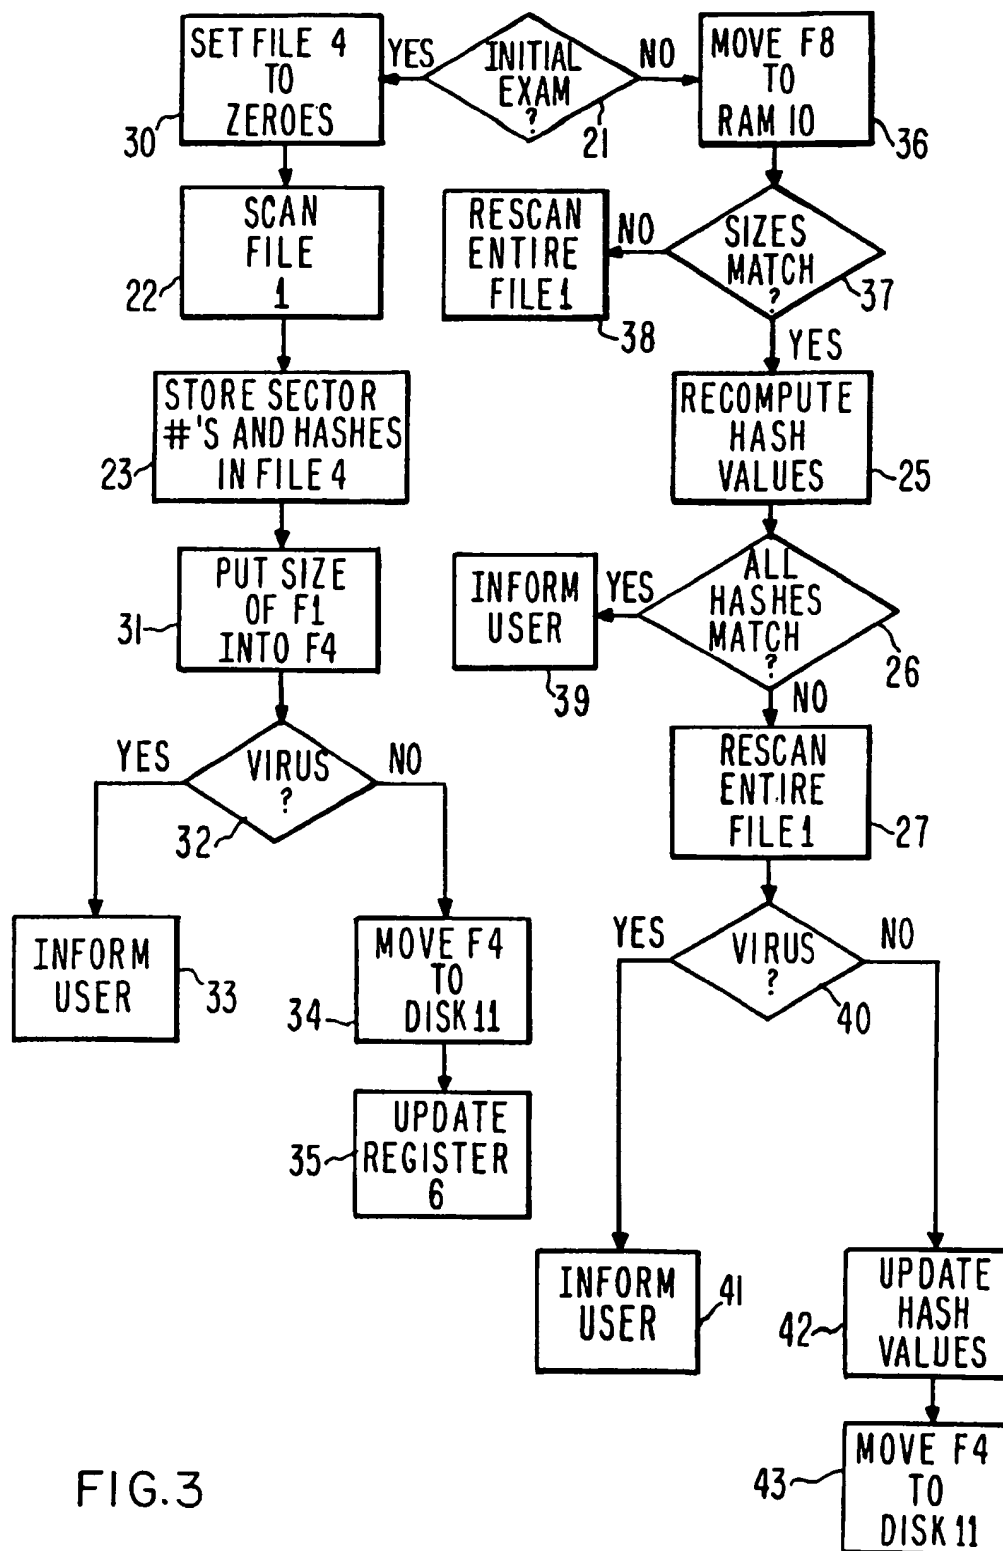 SET FILE 4
TO
ZEROES
30
YES
INITIAL
EXAM
?
21
NO
MOVE F8
TO
RAM 10
36
SCAN
FILE
1
22
RESCAN
ENTIRE
FILE 1
38
NO
SIZES
MATCH
?
37
YES
STORE SECTOR
#'S AND HASHES
IN FILE 4
23
RECOMPUTE
HASH
VALUES
25
PUT SIZE
OF F1
INTO F4
31
INFORM
USER
39
YES
ALL
HASHES
MATCH
?
26
NO
YES
VIRUS
?
32
NO
RESCAN
ENTIRE
FILE 1
27
INFORM
USER
33
MOVE F4
TO
DISK 11
34
YES
VIRUS
?
40
NO
UPDATE
REGISTER
6
35
INFORM
USER
41
UPDATE
HASH
VALUES
42
MOVE F4
TO
DISK 11
43
FIG.3